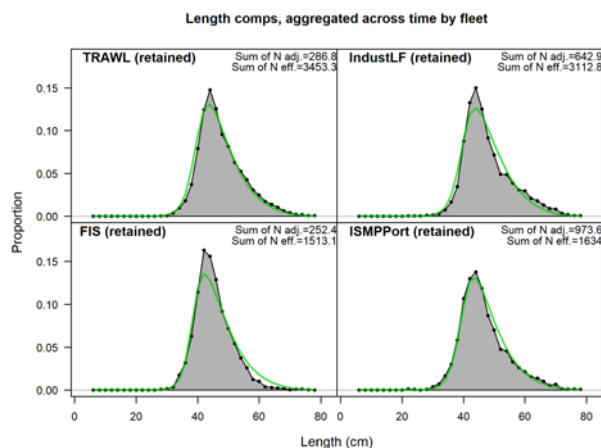 Length comps, aggregated across time by fleet
TRAWL (retained)
Sum of N adj.=286.8
Sum of N eff.=3453.3
IndustLF (retained)
Sum of N adj.=642.9
Sum of N eff.=3112.8
0.15
0.10
0.05
0.00
FIS (retained)
Sum of N adj.=252.4
Sum of N eff.=1513.1
ISMPPort (retained)
Sum of N adj.=973.6
Sum of N eff.=1634
0.15
0.10
0.05
0.00
Proportion
20 40 60 80 20 40 60 80
Length (cm)